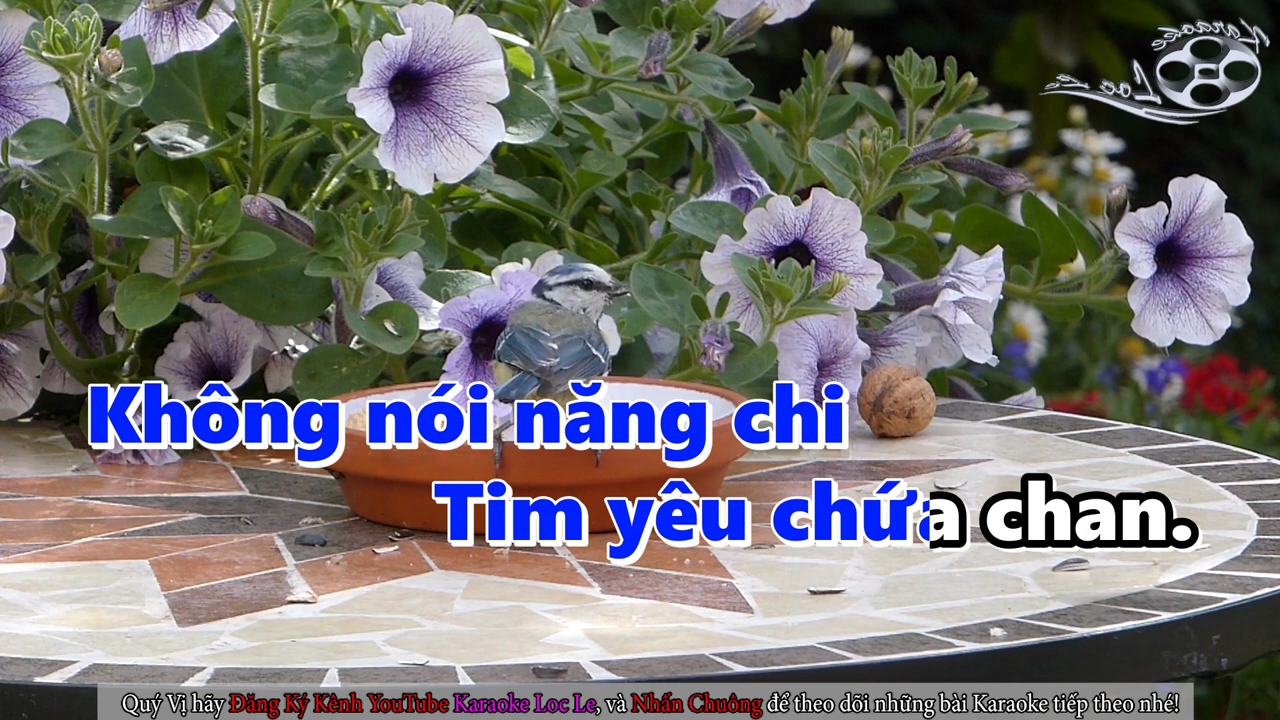 Karaoke
Loc Le
Không nói năng chi
Tim yêu chứa chan.
Quý Vị hãy Đăng Ký Kênh YouTube Karaoke Loc Le, và Nhấn Chuông để theo dõi những bài Karaoke tiếp theo nhé!